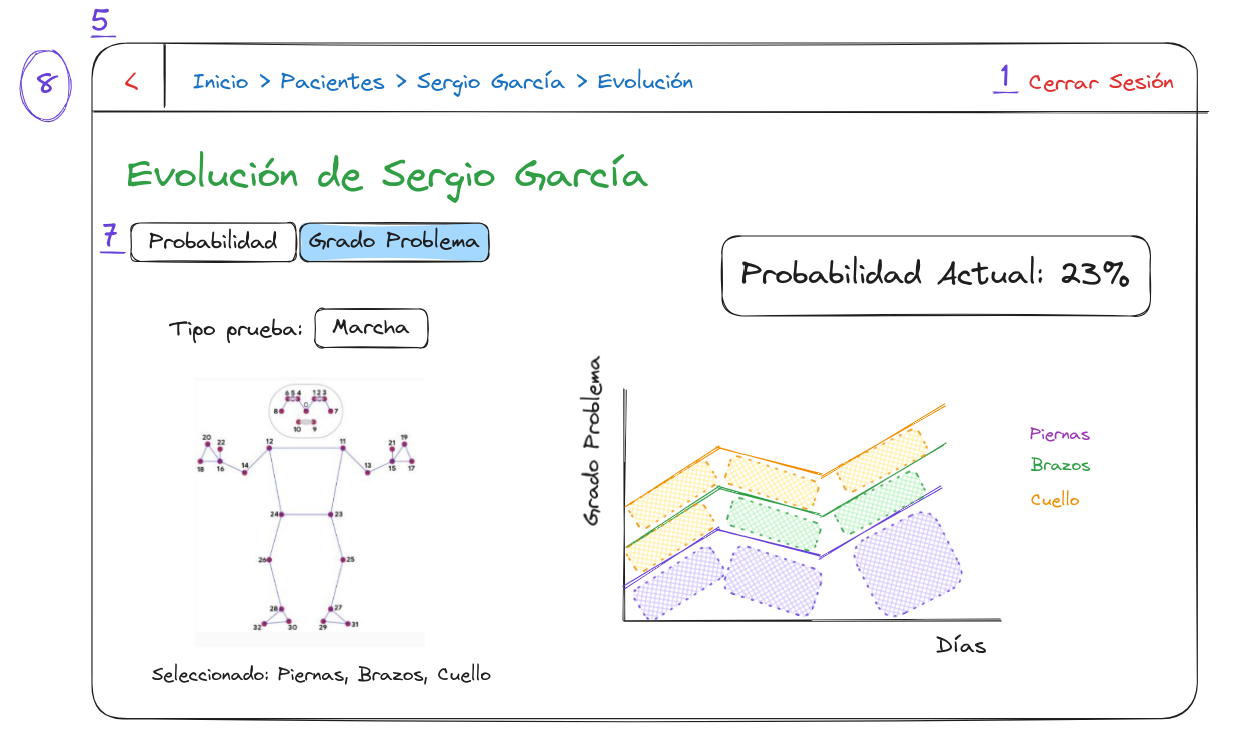 5
8
< Inicio > Pacientes > Sergio García > Evolución
1 Cerrar Sesión
Evolución de Sergio García
7 Probabilidad Grado Problema
Probabilidad Actual: 23%
Tipo prueba: Marcha
6 5 4 1 2 3
8 0 7
10 9
20 22 12 11 21 19
18 16 14 13 15 17
24 23
26 25
28 27
32 30 29 31
Seleccionado: Piernas, Brazos, Cuello
Grado Problema
Días
Piernas
Brazos
Cuello